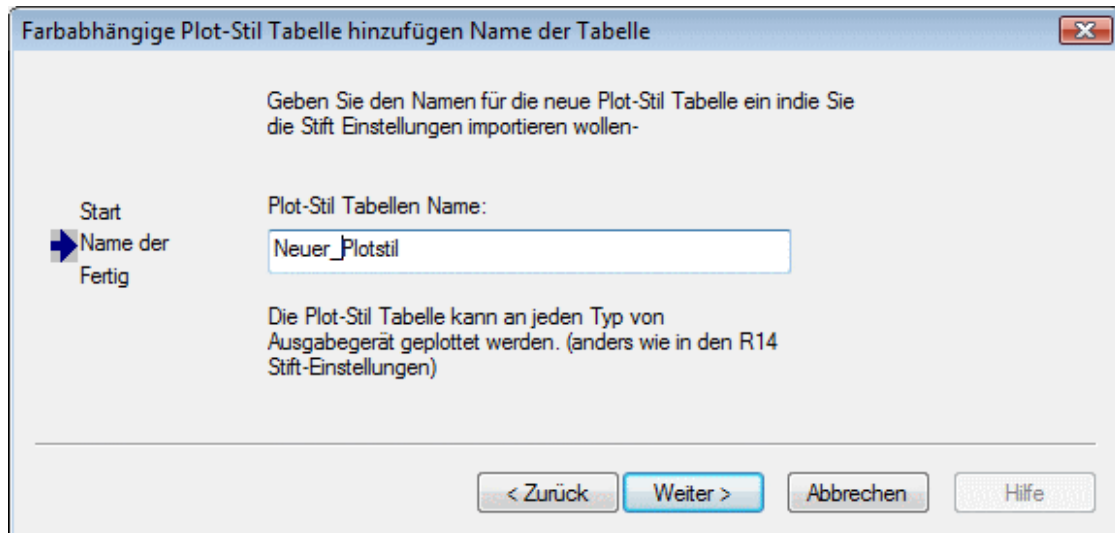 Farbabhängige Plot-Stil Tabelle hinzufügen Name der Tabelle
Geben Sie den Namen für die neue Plot-Stil Tabelle ein indie Sie
die Stift Einstellungen importieren wollen-
Start
Name der
Fertig
Plot-Stil Tabellen Name:
Neuer_Plotstil
Die Plot-Stil Tabelle kann an jeden Typ von
Ausgabegerät geplottet werden. (anders wie in den R14
Stift-Einstellungen)
< Zurück Weiter > Abbrechen Hilfe